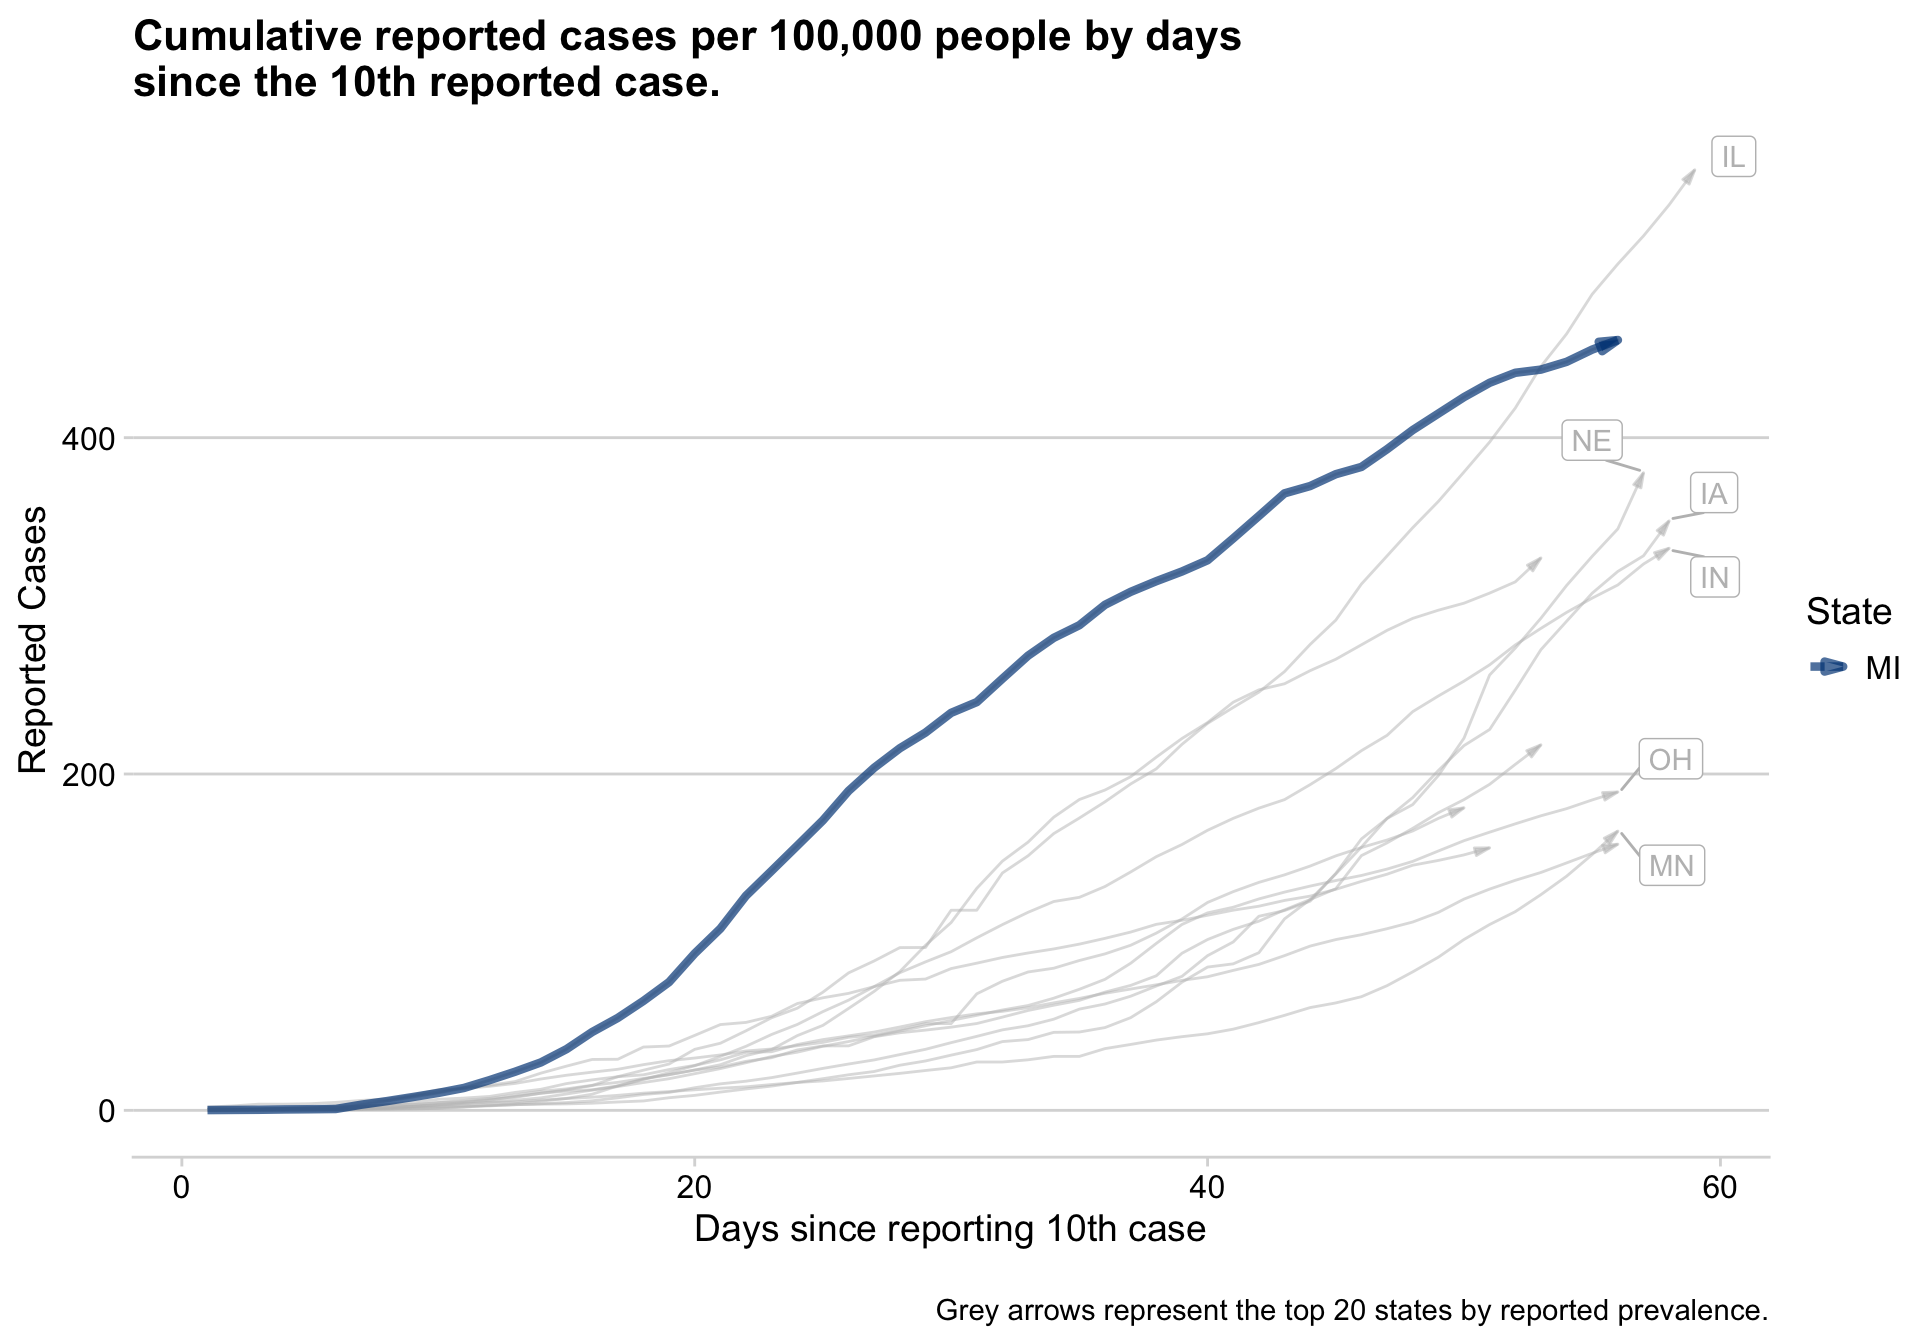 Cumulative reported cases per 100,000 people by days
since the 10th reported case.
IL
400
NE
IA
IN
Reported Cases
State
MI
OH
200
MN
0
0 20 40 60
Days since reporting 10th case
Grey arrows represent the top 20 states by reported prevalence.